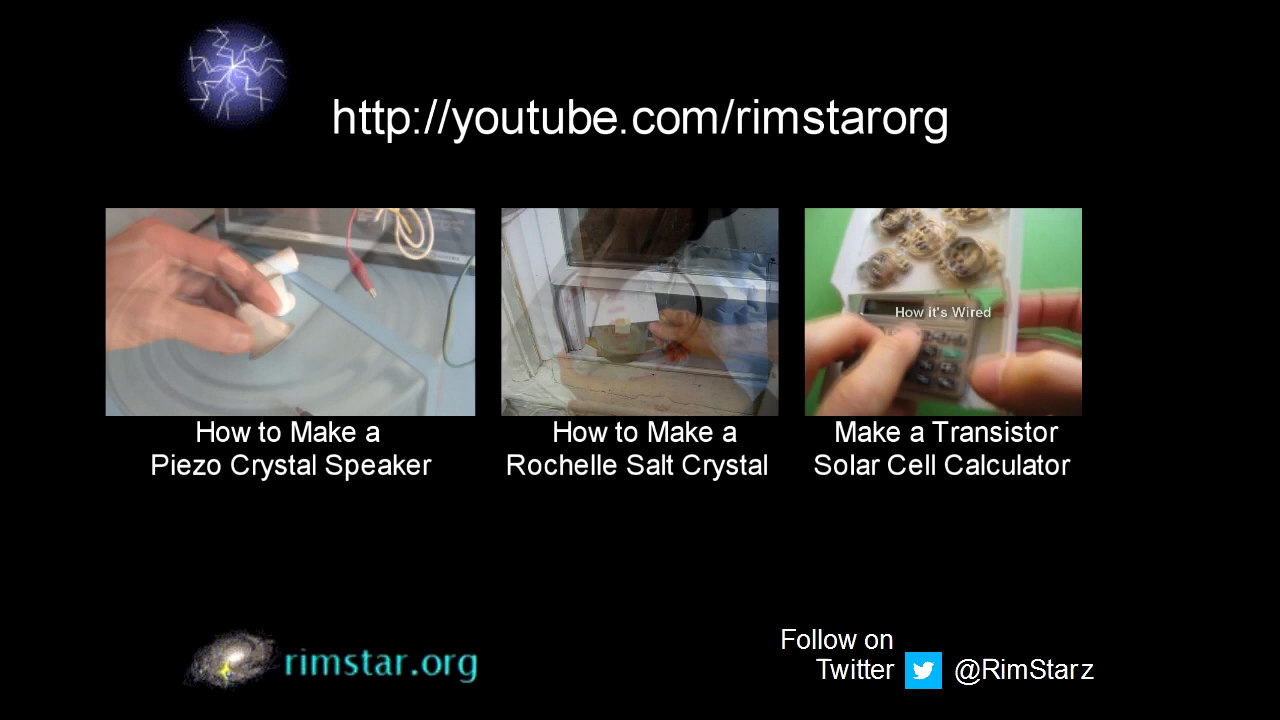 http://youtube.com/rimstarorg
How it's Wired
How to Make a
Piezo Crystal Speaker
How to Make a
Rochelle Salt Crystal
Make a Transistor
Solar Cell Calculator
rimstar.org
Follow on
Twitter @RimStarz